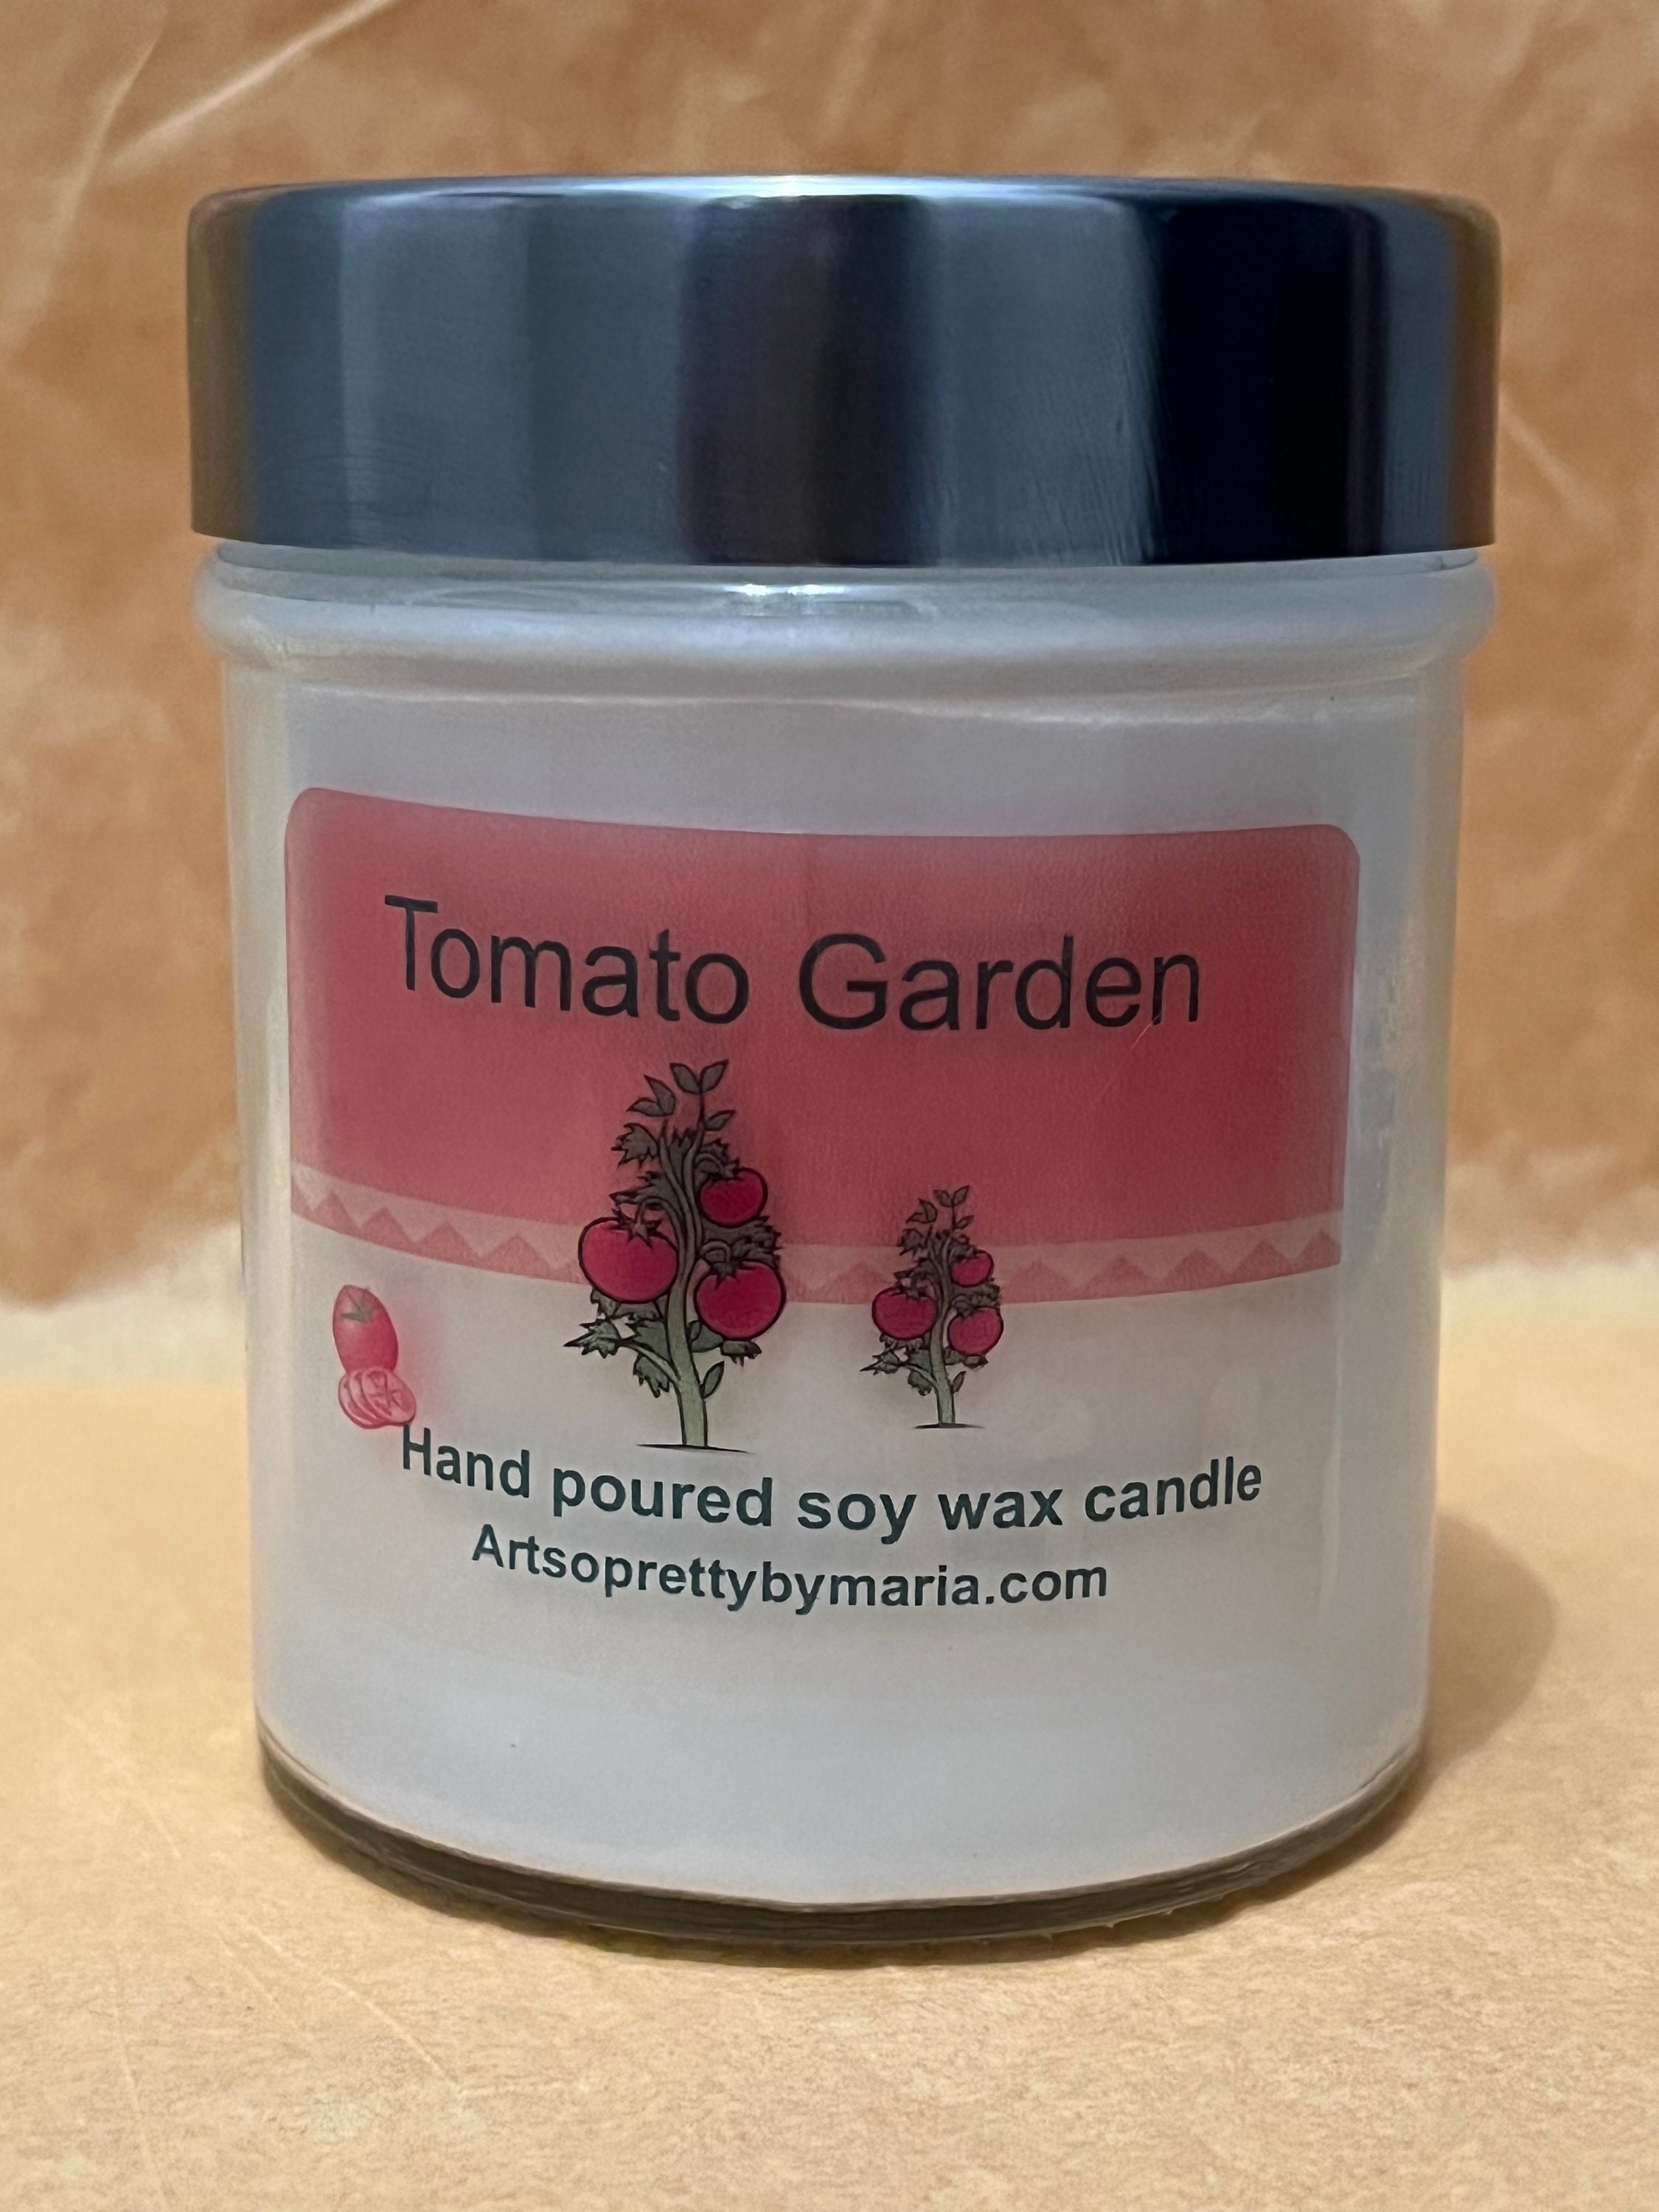 Tomato Garden
Hand poured soy wax candle
Artsoprettybymaria.com